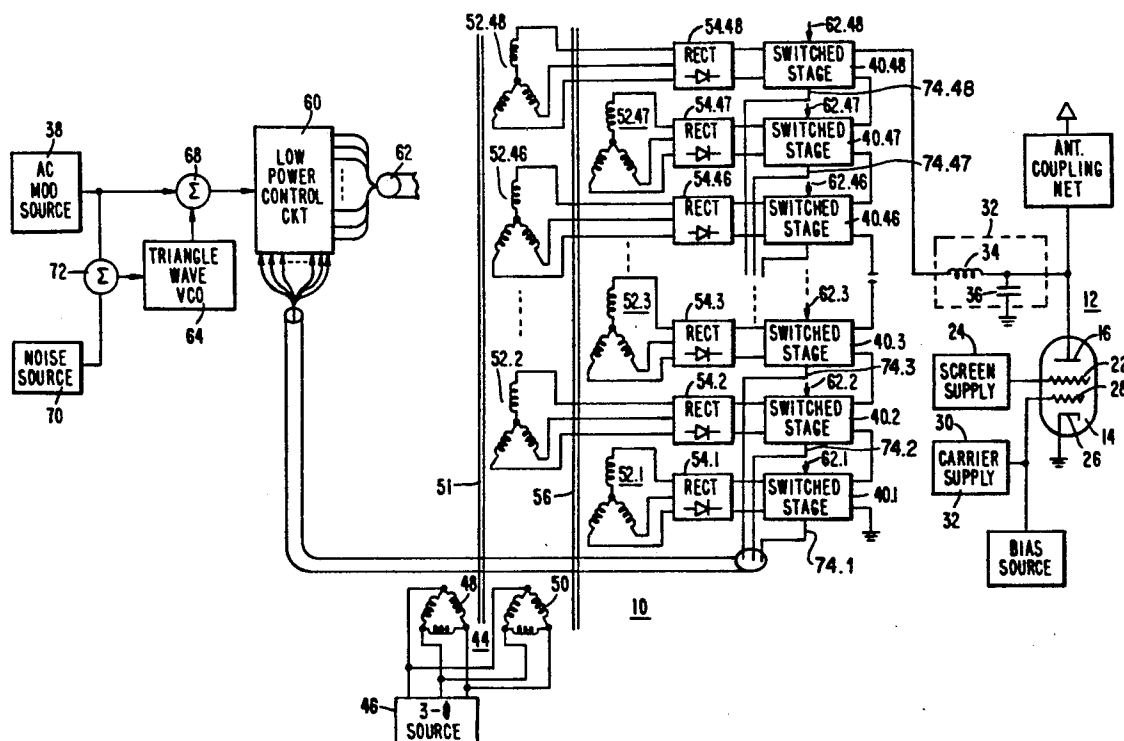 38
AC
MOD
SOURCE
68
Σ
60
LOW
POWER
CONTROL
CKT
62
72
Σ
TRIANGLE
WAVE
VCO
64
NOISE
SOURCE
70
52.48
51
56
54.48
RECT
62.48
SWITCHED
STAGE
40.48
74.48
52.47
54.47
RECT
62.47
SWITCHED
STAGE
40.47
74.47
52.46
54.46
RECT
62.46
SWITCHED
STAGE
40.46
52.3
54.3
RECT
62.3
SWITCHED
STAGE
40.3
74.3
52.2
54.2
RECT
62.2
SWITCHED
STAGE
40.2
74.2
52.1
54.1
RECT
62.1
SWITCHED
STAGE
40.1
74.1
48
50
44
10
46
3-ϕ
SOURCE
ANT.
COUPLING
NET
32
34
36
12
16
22
28
14
26
24
SCREEN
SUPPLY
30
CARRIER
SUPPLY
32
BIAS
SOURCE